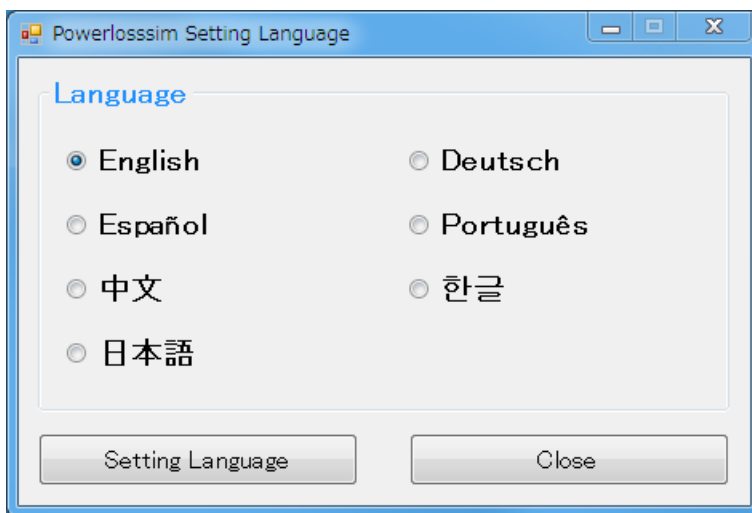 Powerlosssim Setting Language
Language
English Deutsch
Español Português
中文 한글
日本語
Setting Language Close